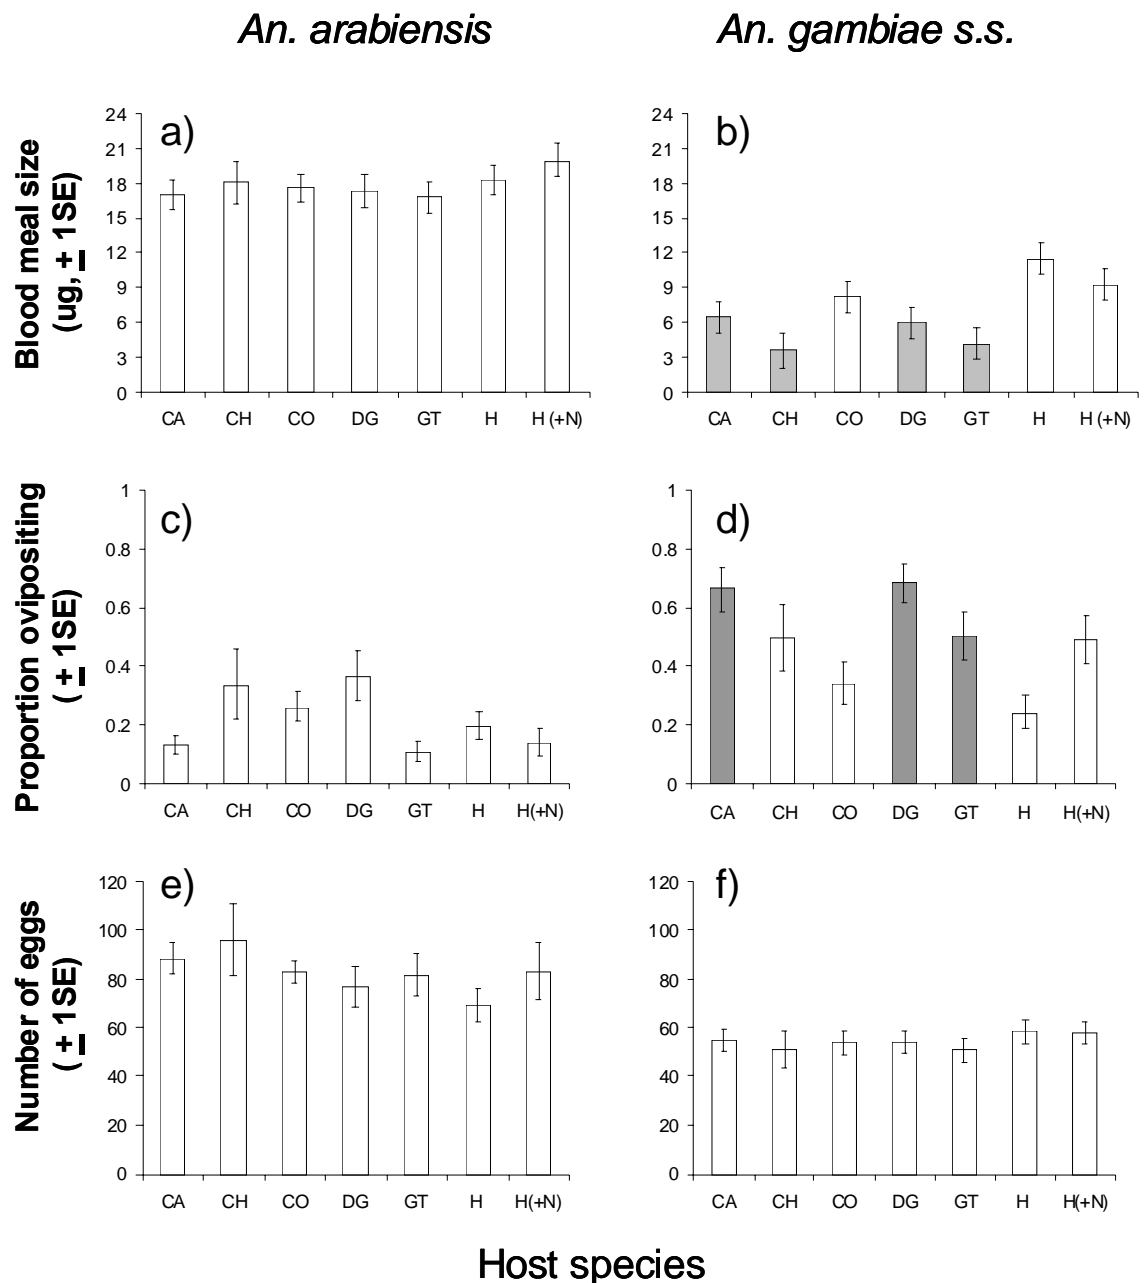 An. arabiensis
An. gambiae s.s.
Blood meal size
(ug, ± 1SE)
a)
24
21
18
15
12
9
6
3
0
CA CH CO DG GT H H (+N)
b)
24
21
18
15
12
9
6
3
0
CA CH CO DG GT H H (+N)
Proportion ovipositing
( ± 1SE)
c)
1
0.8
0.6
0.4
0.2
0
CA CH CO DG GT H H(+N)
d)
1
0.8
0.6
0.4
0.2
0
CA CH CO DG GT H H(+N)
Number of eggs
( ± 1SE)
e)
120
100
80
60
40
20
0
CA CH CO DG GT H H(+N)
f)
120
100
80
60
40
20
0
CA CH CO DG GT H H(+N)
Host species